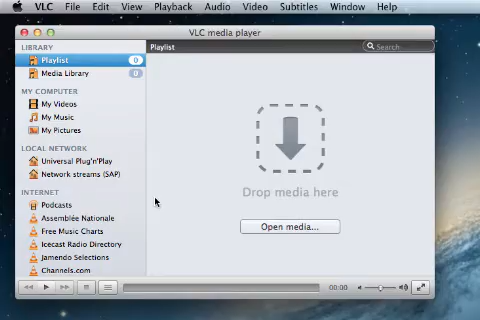 VLC File Edit View Playback Audio Video Subtitles Window Help
VLC media player
LIBRARY
Playlist 0
Media Library 0
MY COMPUTER
My Videos
My Music
My Pictures
LOCAL NETWORK
Universal Plug'n'Play
Network streams (SAP)
INTERNET
Podcasts
Assemblée Nationale
Free Music Charts
Icecast Radio Directory
Jamendo Selections
Channels.com
Playlist
Search...
Drop media here
Open media...
00:00